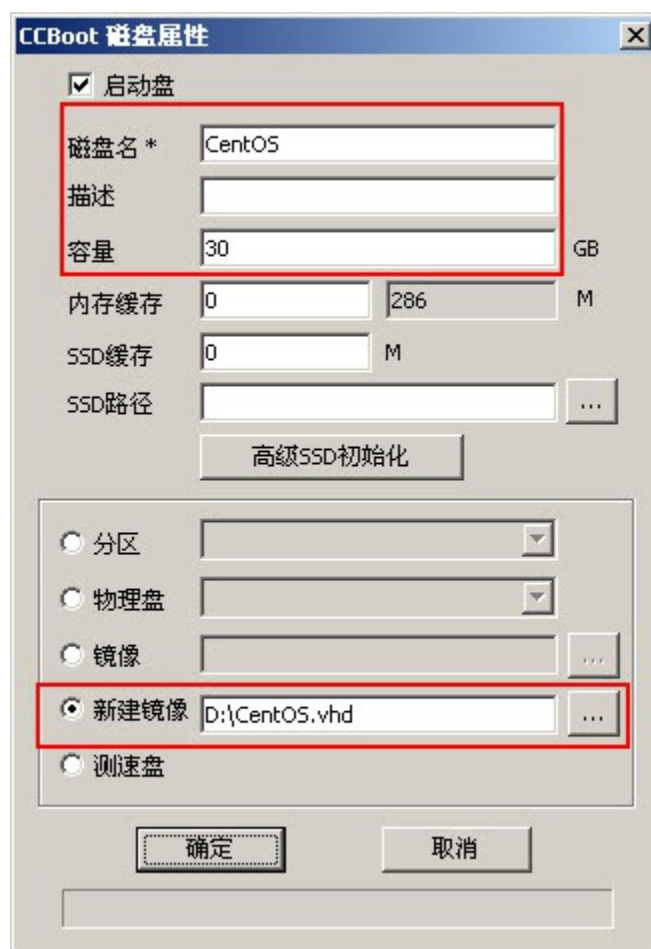 CCBoot 磁盘属性
启动盘
磁盘名 * CentOS
描述
容量 30 GB
内存缓存 0 286 M
SSD缓存 0 M
SSD路径 ...
高级SSD初始化
分区
物理盘
镜像 ...
新建镜像 D:\CentOS.vhd ...
测速盘
确定 取消